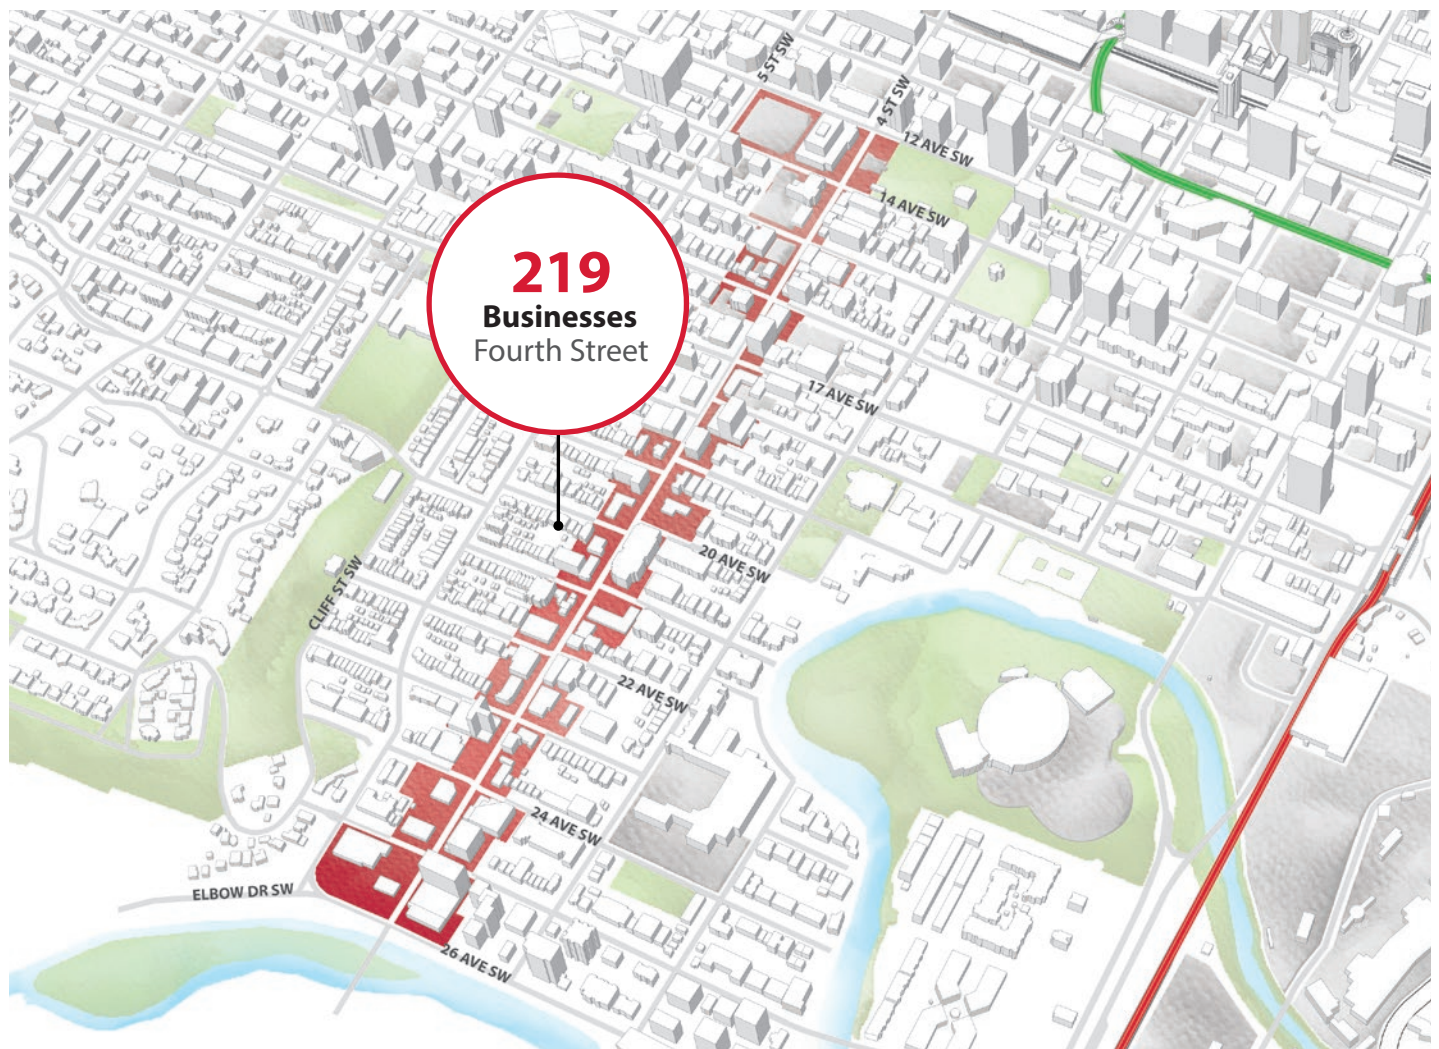 5 ST SW
4 ST SW
12 AVE SW
14 AVE SW
219
Businesses
Fourth Street
17 AVE SW
20 AVE SW
CLIFF ST SW
22 AVE SW
24 AVE SW
ELBOW DR SW
26 AVE SW